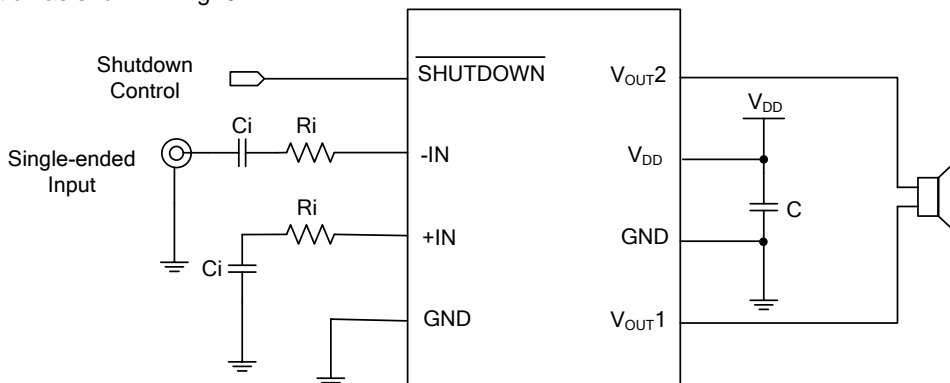 Shutdown
Control
SHUTDOWN
VOUT2
VDD
Ci
Ri
Single-ended
Input
-IN
VDD
Ri
C
+IN
GND
Ci
GND
VOUT1